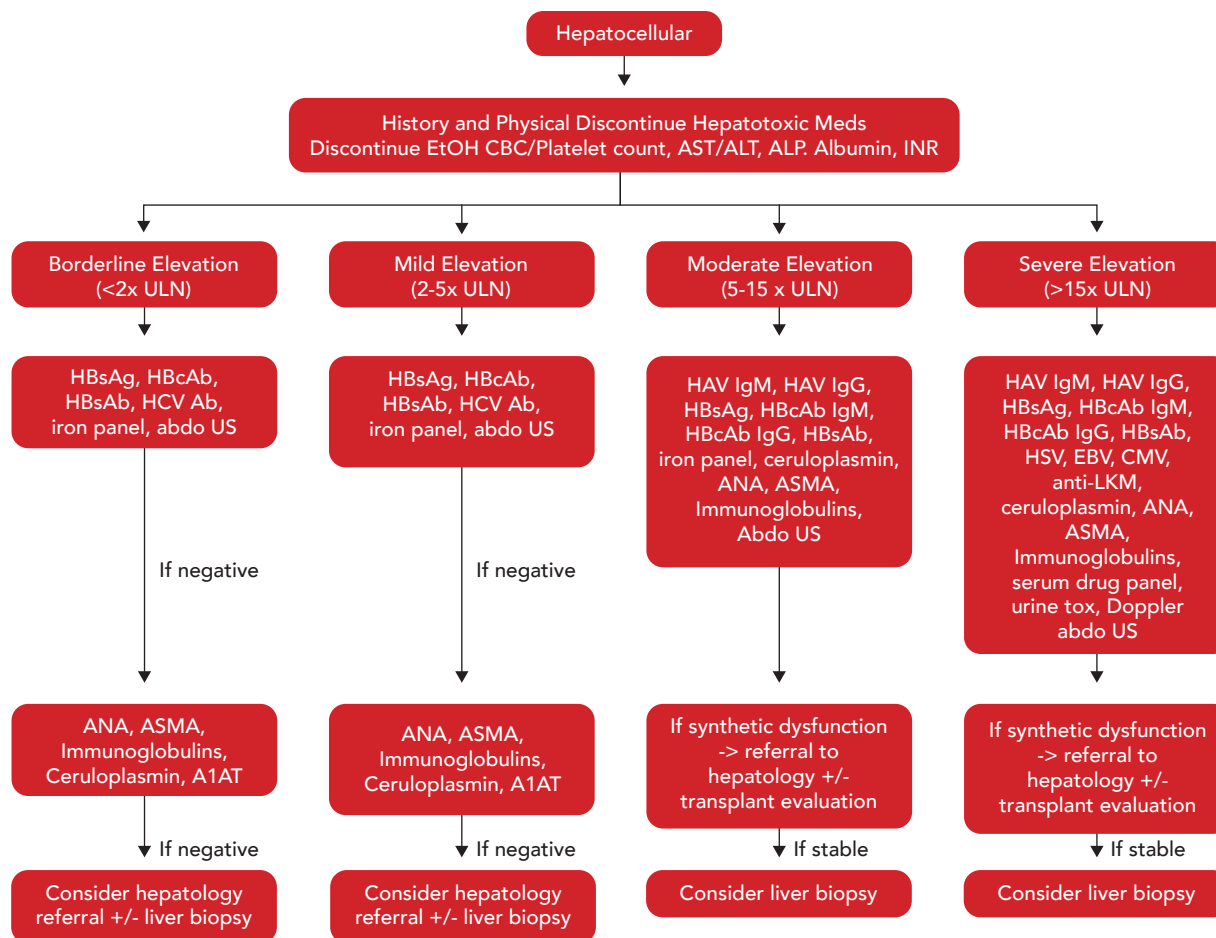 Hepatocellular
History and Physical Discontinue Hepatotoxic Meds
Discontinue EtOH CBC/Platelet count, AST/ALT, ALP. Albumin, INR
Borderline Elevation
(<2x ULN)
Mild Elevation
(2-5x ULN)
Moderate Elevation
(5-15 x ULN)
Severe Elevation
(>15x ULN)
HBsAg, HBcAb,
HBsAb, HCV Ab,
iron panel, abdo US
HBsAg, HBcAb,
HBsAb, HCV Ab,
iron panel, abdo US
HAV IgM, HAV IgG,
HBsAg, HBcAb IgM,
HBcAb IgG, HBsAb,
iron panel, ceruloplasmin,
ANA, ASMA,
Immunoglobulins,
Abdo US
HAV IgM, HAV IgG,
HBsAg, HBcAb IgM,
HBcAb IgG, HBsAb,
HSV, EBV, CMV,
anti-LKM,
ceruloplasmin, ANA,
ASMA,
Immunoglobulins,
serum drug panel,
urine tox, Doppler
abdo US
If negative
If negative
ANA, ASMA,
Immunoglobulins,
Ceruloplasmin, A1AT
ANA, ASMA,
Immunoglobulins,
Ceruloplasmin, A1AT
If synthetic dysfunction
-> referral to
hepatology +/-
transplant evaluation
If synthetic dysfunction
-> referral to
hepatology +/-
transplant evaluation
If negative
If negative
If stable
If stable
Consider hepatology
referral +/- liver biopsy
Consider hepatology
referral +/- liver biopsy
Consider liver biopsy
Consider liver biopsy